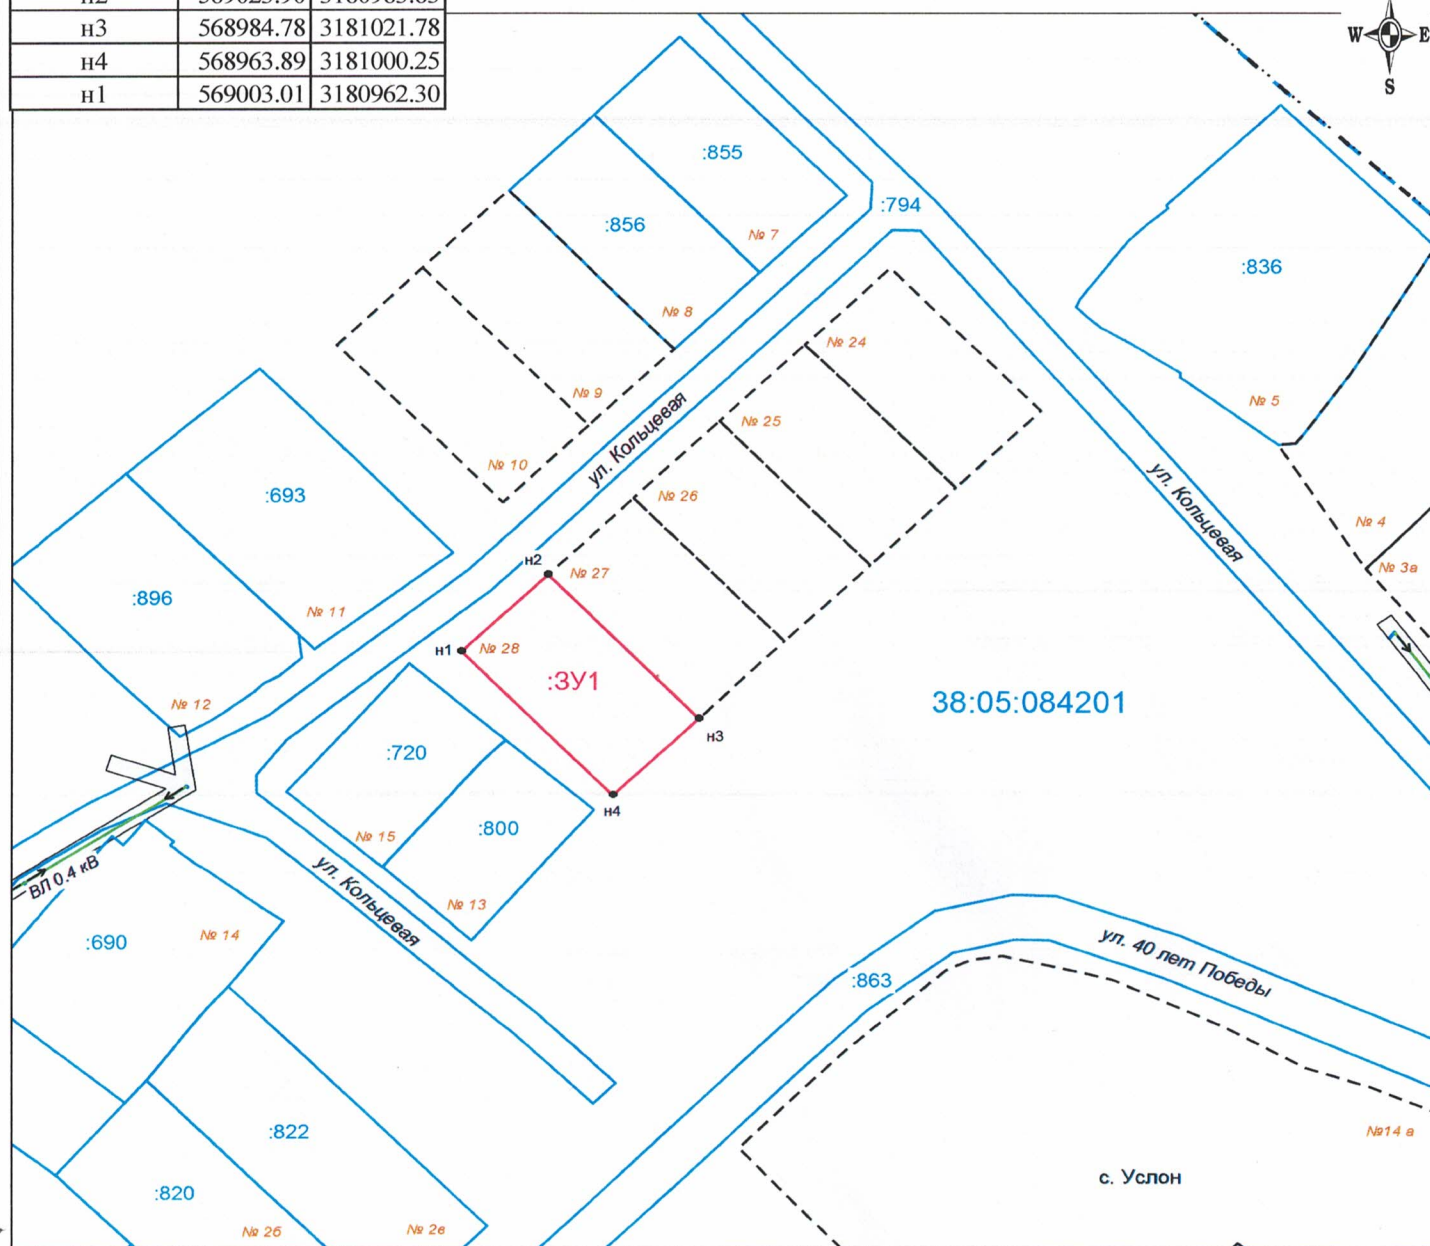 н3 568984.78 3181021.78
н4 568963.89 3181000.25
н1 569003.01 3180962.30
W E
S
:855
:794
:856
№ 7
:836
№ 8
№ 24
№ 9
№ 5
ул. Кольцевая
№ 25
№ 10
:693
№ 26
ул. Кольцевая
№ 4
н2
№ 27
№ 3а
:896
№ 11
н1
№ 28
:ЗУ1
38:05:084201
№ 12
н3
:720
н4
№ 15
:800
ВЛ 0.4 кВ
ул. Кольцевая
№ 13
:690
№ 14
ул. 40 лет Победы
:863
:822
№14 а
с. Услон
:820
№ 2б
№ 2в